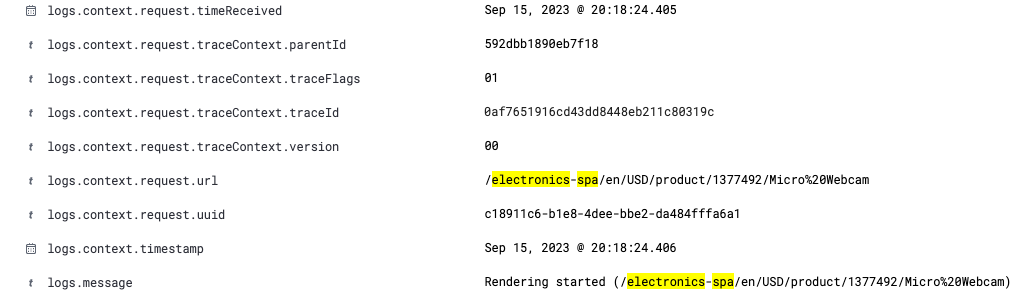 logs.context.request.timeReceived Sep 15, 2023 @ 20:18:24.405
t logs.context.request.traceContext.parentId 592dbb1890eb7f18
t logs.context.request.traceContext.traceFlags 01
t logs.context.request.traceContext.traceId 0af7651916cd43dd8448eb211c80319c
t logs.context.request.traceContext.version 00
t logs.context.request.url /electronics-spa/en/USD/product/1377492/Micro%20Webcam
t logs.context.request.uuid c18911c6-b1e8-4dee-bbe2-da484fffa6a1
logs.context.timestamp Sep 15, 2023 @ 20:18:24.406
t logs.message Rendering started (/electronics-spa/en/USD/product/1377492/Micro%20Webcam)